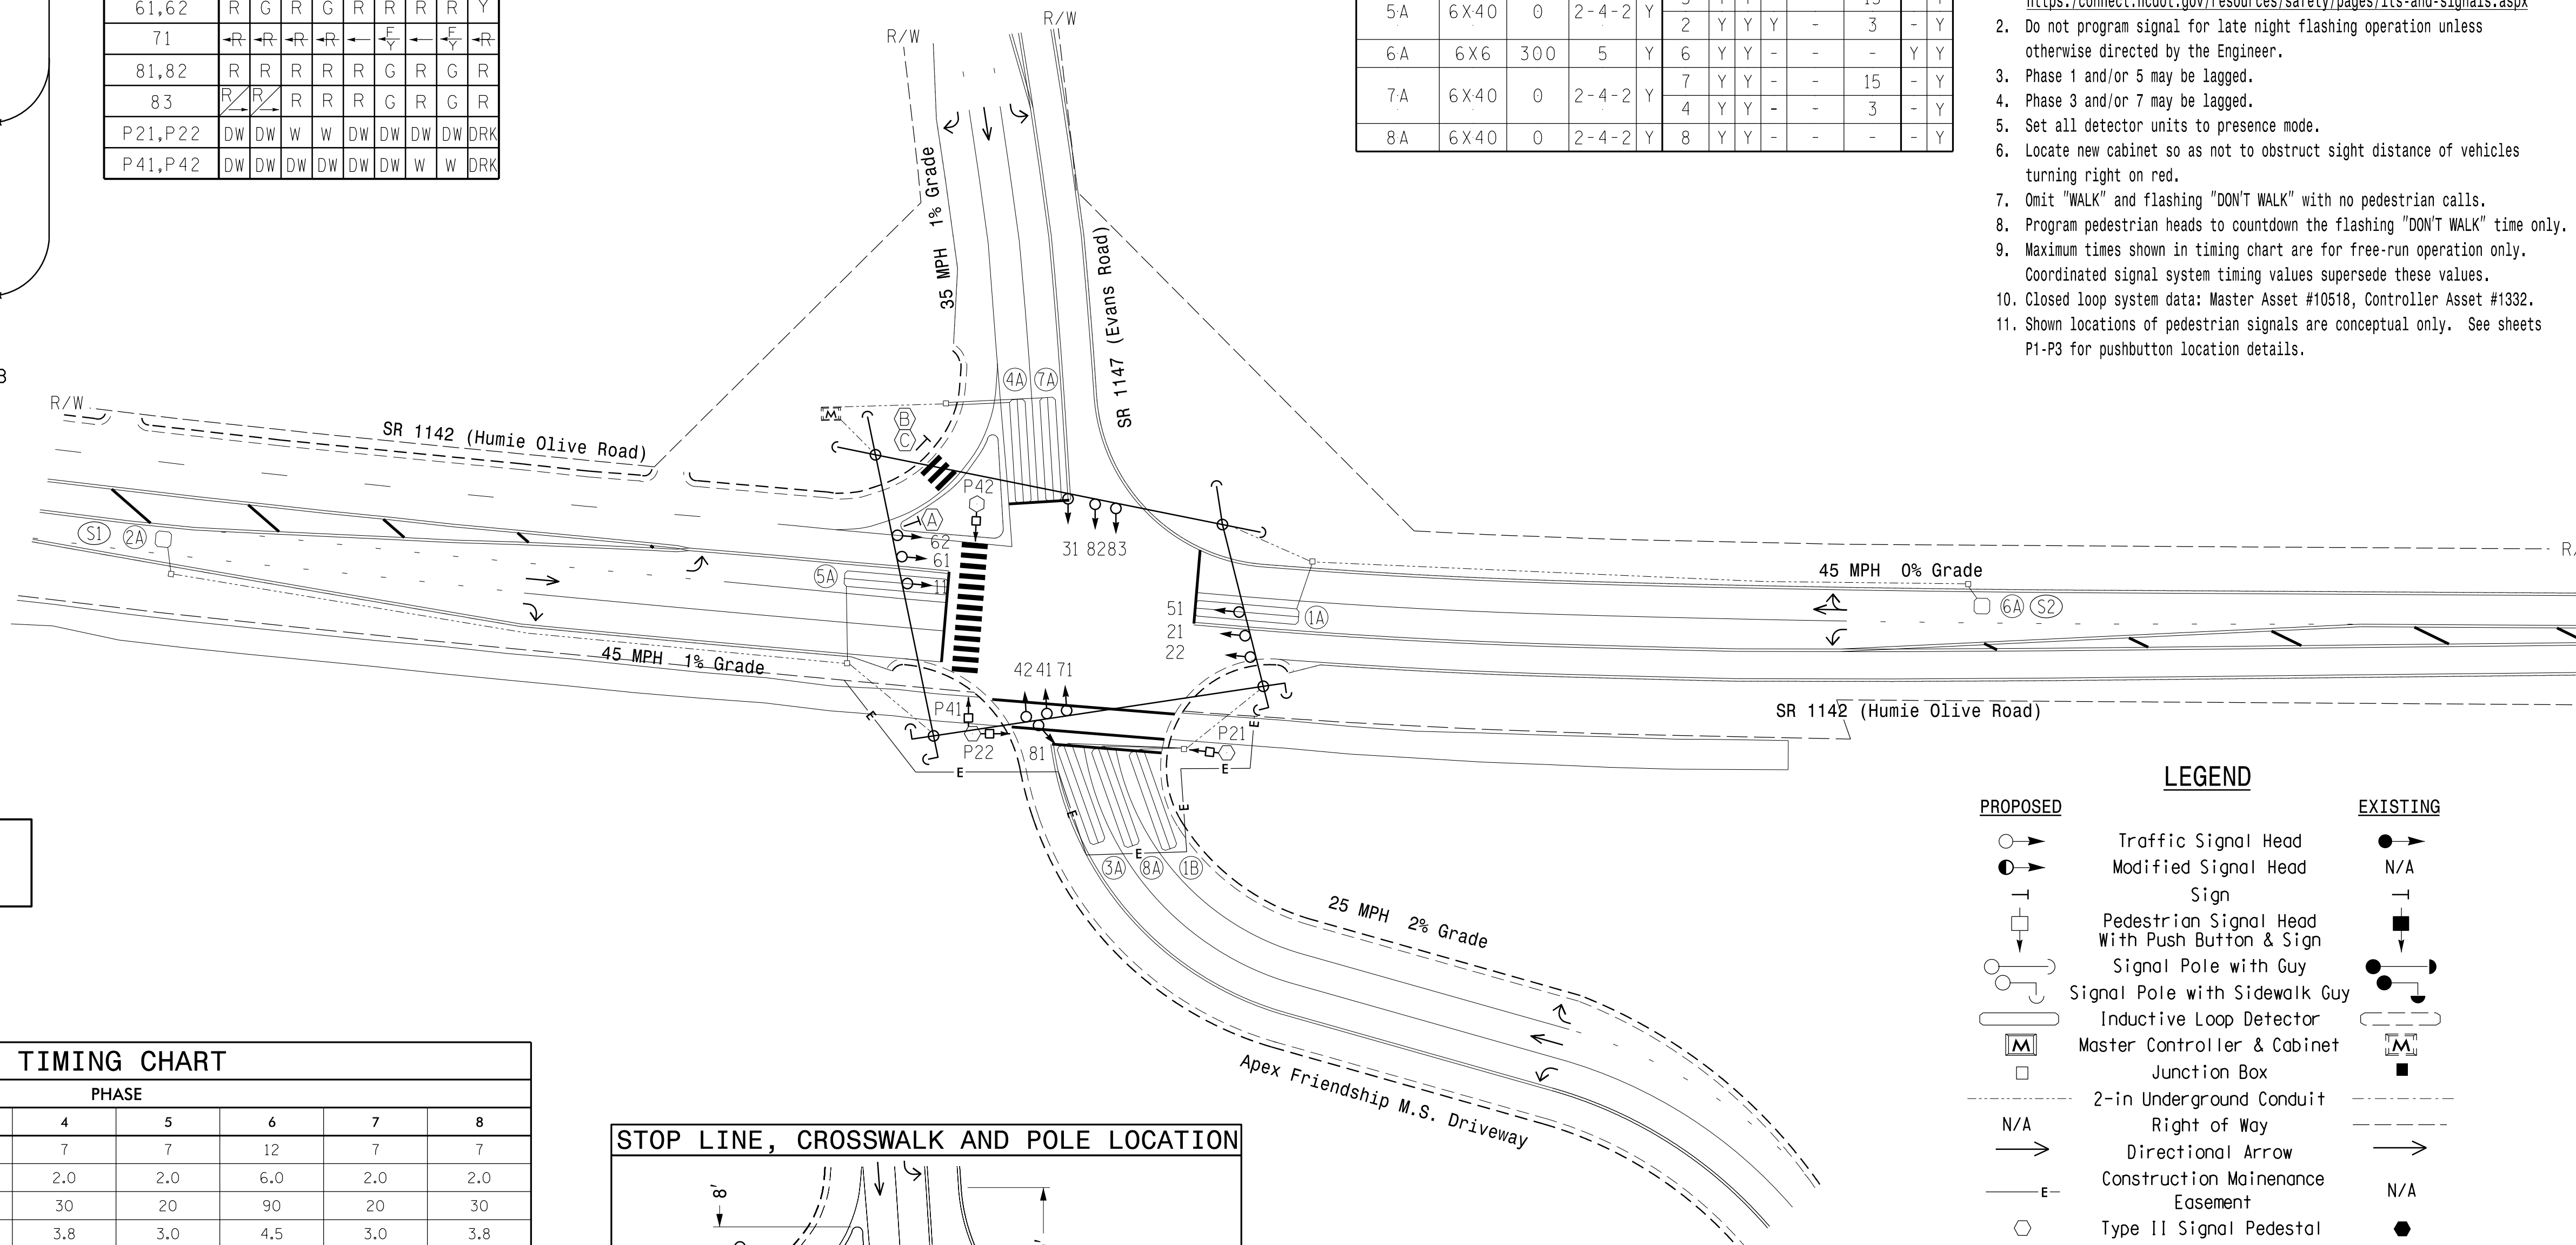 61,62 R G R G R R R R Y
71 R R R R F Y F Y R
81,82 R R R R R G R G R
83 R R R R R G R G R
P21,P22 DW DW W W DW DW DW DW DRK
P41,P42 DW DW DW DW DW DW W W DRK
5A 6X40 0 2-4-2 Y
2 Y Y Y - - 3 - Y
6A 6X6 300 5 Y 6 Y Y - - - Y Y
7A 6X40 0 2-4-2 Y 7 Y Y - - 15 - Y
4 Y Y - - 3 - Y
8A 6X40 0 2-4-2 Y 8 Y Y - - - - Y
https://connect.ncdot.gov/resources/safety/pages/its-and-signals.aspx
2. Do not program signal for late night flashing operation unless
otherwise directed by the Engineer.
3. Phase 1 and/or 5 may be lagged.
4. Phase 3 and/or 7 may be lagged.
5. Set all detector units to presence mode.
6. Locate new cabinet so as not to obstruct sight distance of vehicles
turning right on red.
7. Omit "WALK" and flashing "DON'T WALK" with no pedestrian calls.
8. Program pedestrian heads to countdown the flashing "DON'T WALK" time only.
9. Maximum times shown in timing chart are for free-run operation only.
Coordinated signal system timing values supersede these values.
10. Closed loop system data: Master Asset #10518, Controller Asset #1332.
11. Shown locations of pedestrian signals are conceptual only. See sheets
P1-P3 for pushbutton location details.
R/W
R/W
35 MPH 1% Grade
SR 1147 (Evans Road)
R/W
SR 1142 (Humie Olive Road)
4A 7A
M
B
C
P42
A
S1 2A
62
61
11
5A
31 82 83
45 MPH 0% Grade
6A S2
51
21
22
1A
45 MPH 1% Grade
42 41 71
P41
P22
81
P21
E
E
E
E
E
E
E
SR 1142 (Humie Olive Road)
3A 8A 1B
25 MPH 2% Grade
Apex Friendship M.S. Driveway
LEGEND
PROPOSED EXISTING
Traffic Signal Head
Modified Signal Head N/A
Sign
Pedestrian Signal Head
With Push Button & Sign
Signal Pole with Guy
Signal Pole with Sidewalk Guy
Inductive Loop Detector
M Master Controller & Cabinet M
Junction Box
2-in Underground Conduit
N/A Right of Way
Directional Arrow
E Construction Mainenance
Easement N/A
Type II Signal Pedestal
TIMING CHART
PHASE
4 5 6 7 8
7 7 12 7 7
2.0 2.0 6.0 2.0 2.0
30 20 90 20 30
3.8 3.0 4.5 3.0 3.8
STOP LINE, CROSSWALK AND POLE LOCATION
8'